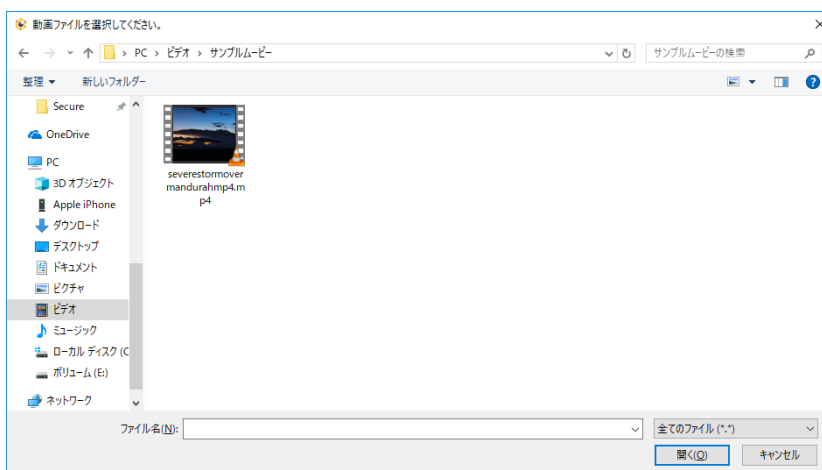 動画ファイルを選択してください。
PC › ビデオ › サンプルムービー
サンプルムービーの検索
整理
新しいフォルダー
Secure
OneDrive
PC
3D オブジェクト
Apple iPhone
ダウンロード
デスクトップ
ドキュメント
ピクチャ
ビデオ
ミュージック
ローカル ディスク (C
ボリューム (E:)
ネットワーク
severestormover
mandurahmp4.m
p4
ファイル名(N):
全てのファイル (*.*)
開く(O)
キャンセル